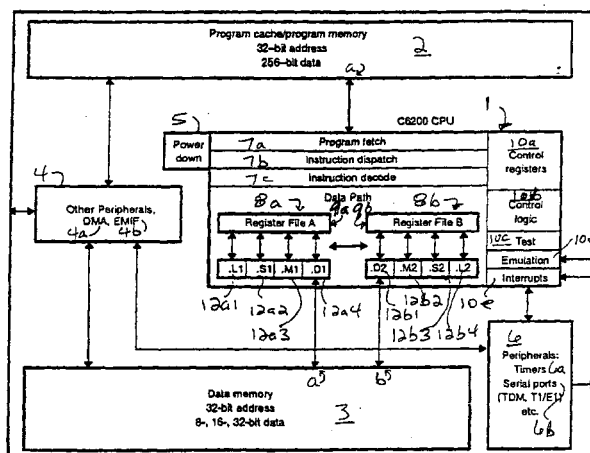 Program cache/program memory
32-bit address
256-bit data
2
a
C6200 CPU
1
5
Power down
7a Program fetch
7b Instruction dispatch
7c Instruction decode
10a
Control registers
10b
Control logic
10c Test
Emulation 10
Interrupts
10e
Data Path
8a
8b
9a 9b
Register File A
Register File B
.L1 .S1 .M1 .D1
.D2 .M2 .S2 .L2
12a1 12a2 12a3 12a4
12b1 12b2 12b3 12b4
4
Other Peripherals,
DMA, EMIF
4a 4b
6
Peripherals:
Timers 6a
Serial ports
(TDM, T1/E1)
etc.
6b
a b
Data memory
32-bit address
8-, 16-, 32-bit data
3